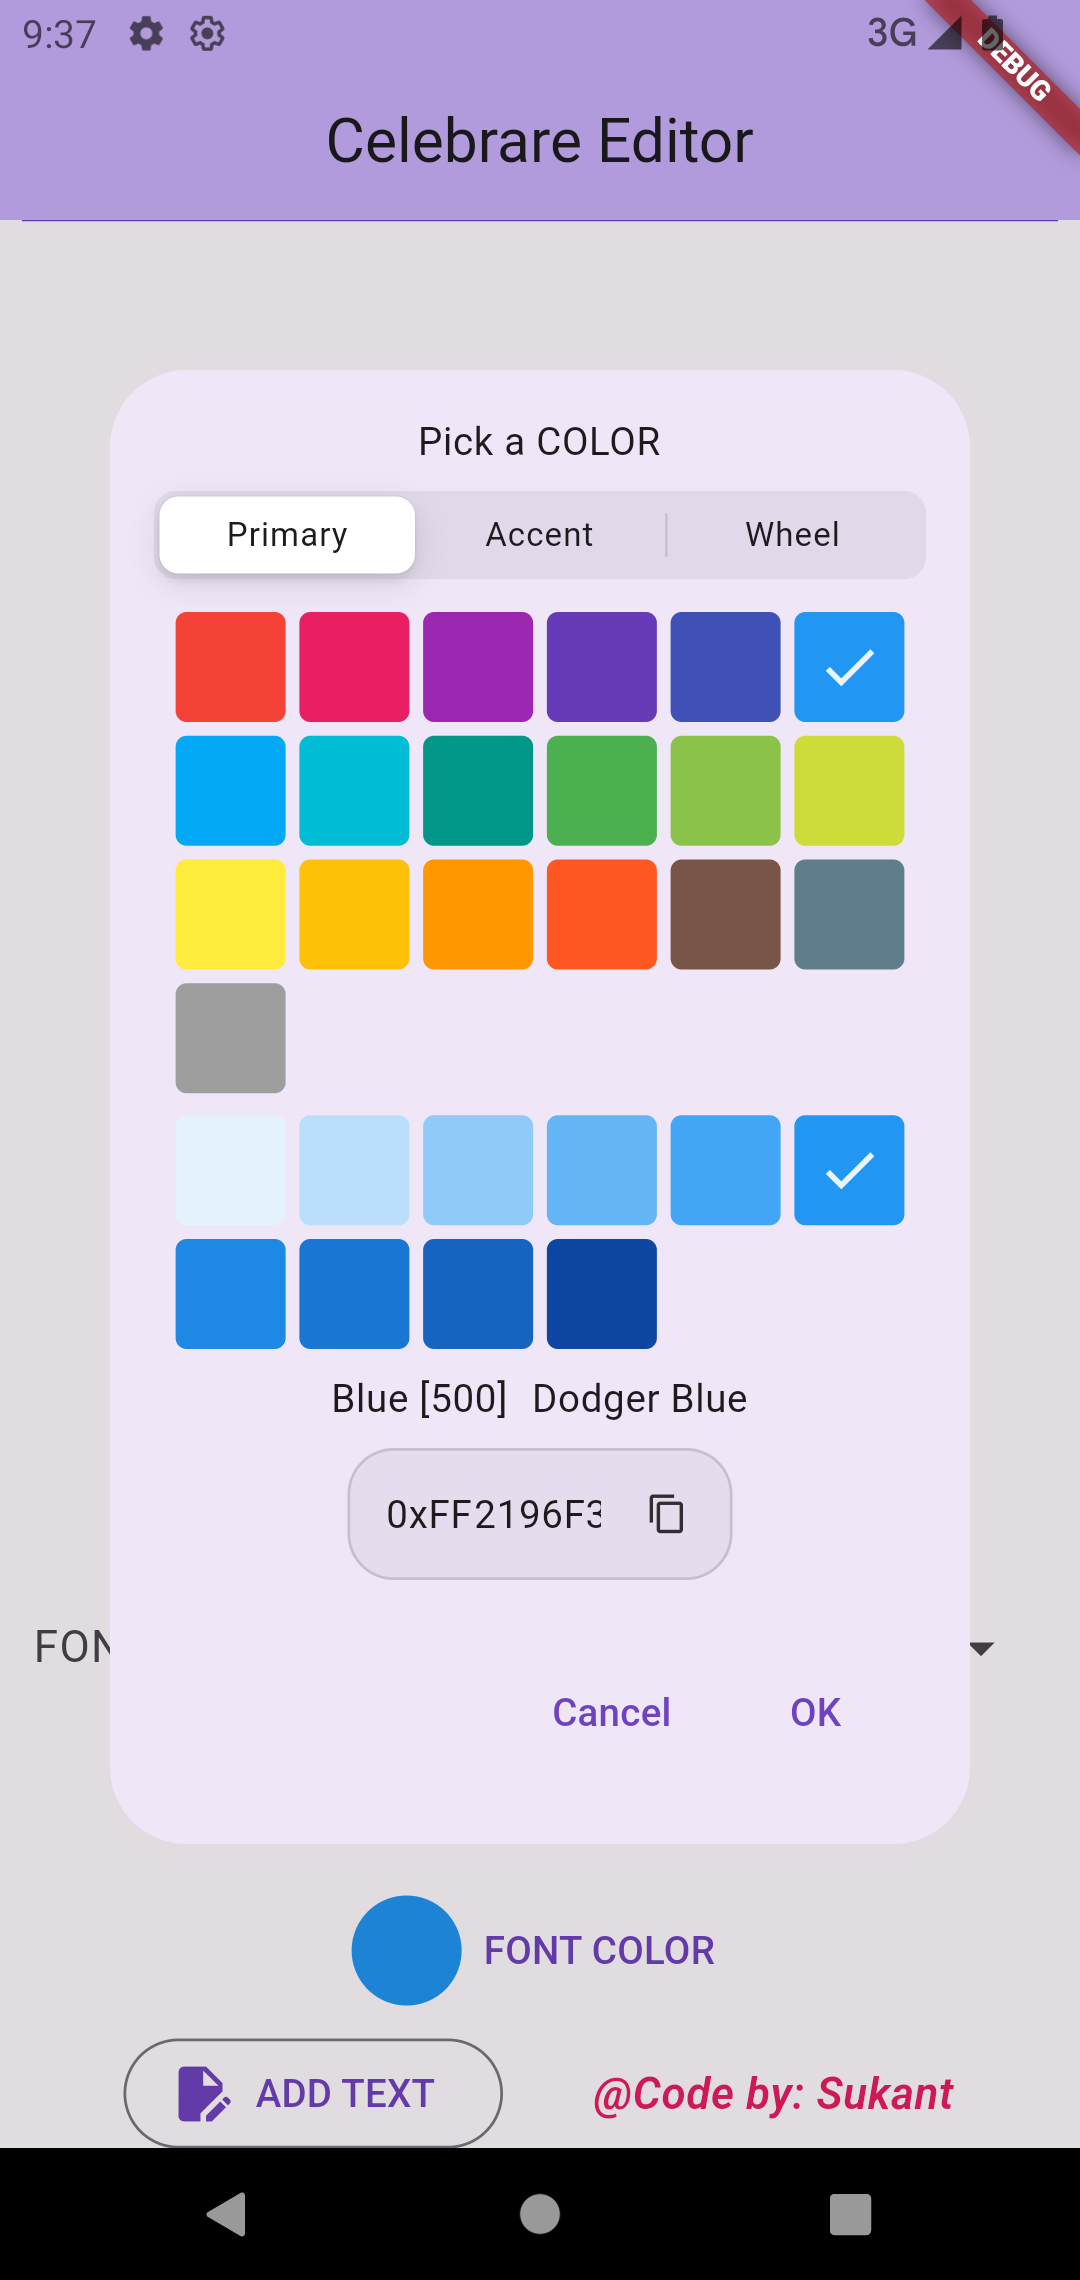 9:37 3G
DEBUG
Celebrare Editor
Pick a COLOR
Primary Accent Wheel
Blue [500] Dodger Blue
0xFF2196F3
FON
Cancel OK
FONT COLOR
ADD TEXT @Code by: Sukant